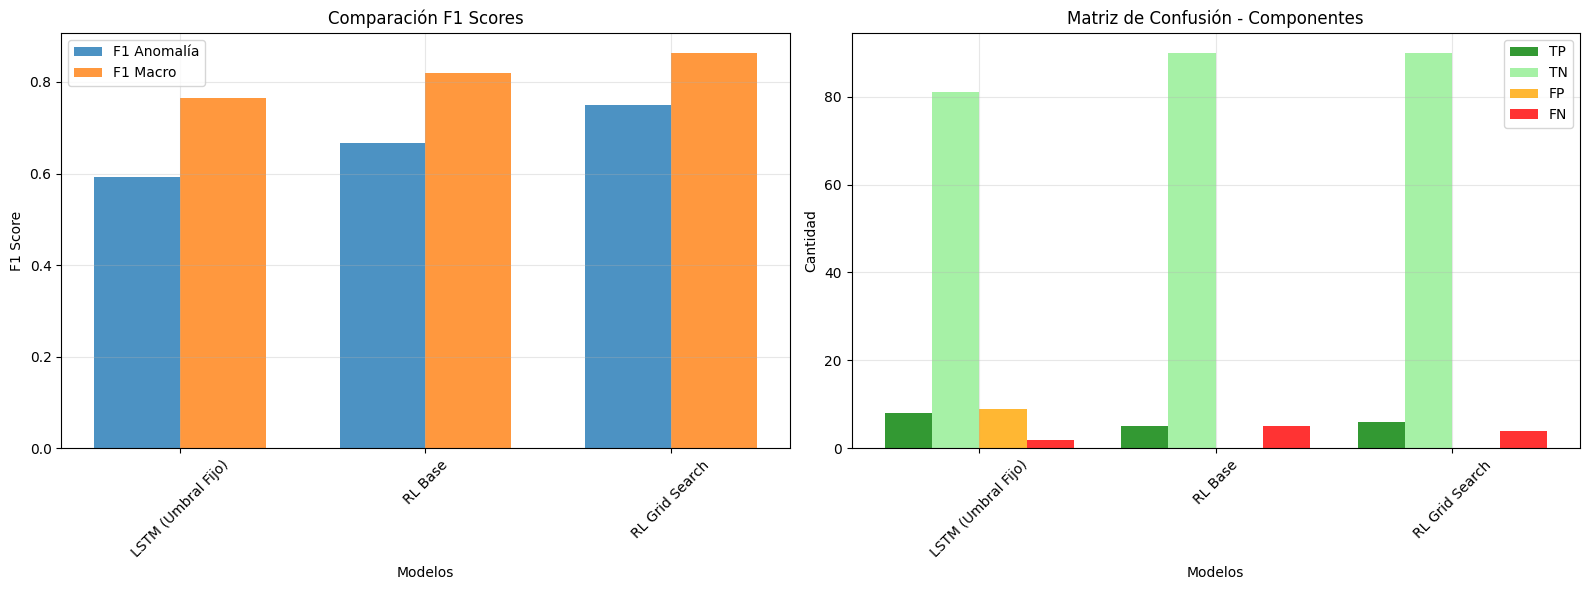 Comparación F1 Scores
F1 Anomalía
F1 Macro
F1 Score
0.8
0.6
0.4
0.2
0.0
LSTM (Umbral Fijo)
RL Base
RL Grid Search
Modelos
Matriz de Confusión - Componentes
TP
TN
FP
FN
Cantidad
80
60
40
20
0
LSTM (Umbral Fijo)
RL Base
RL Grid Search
Modelos